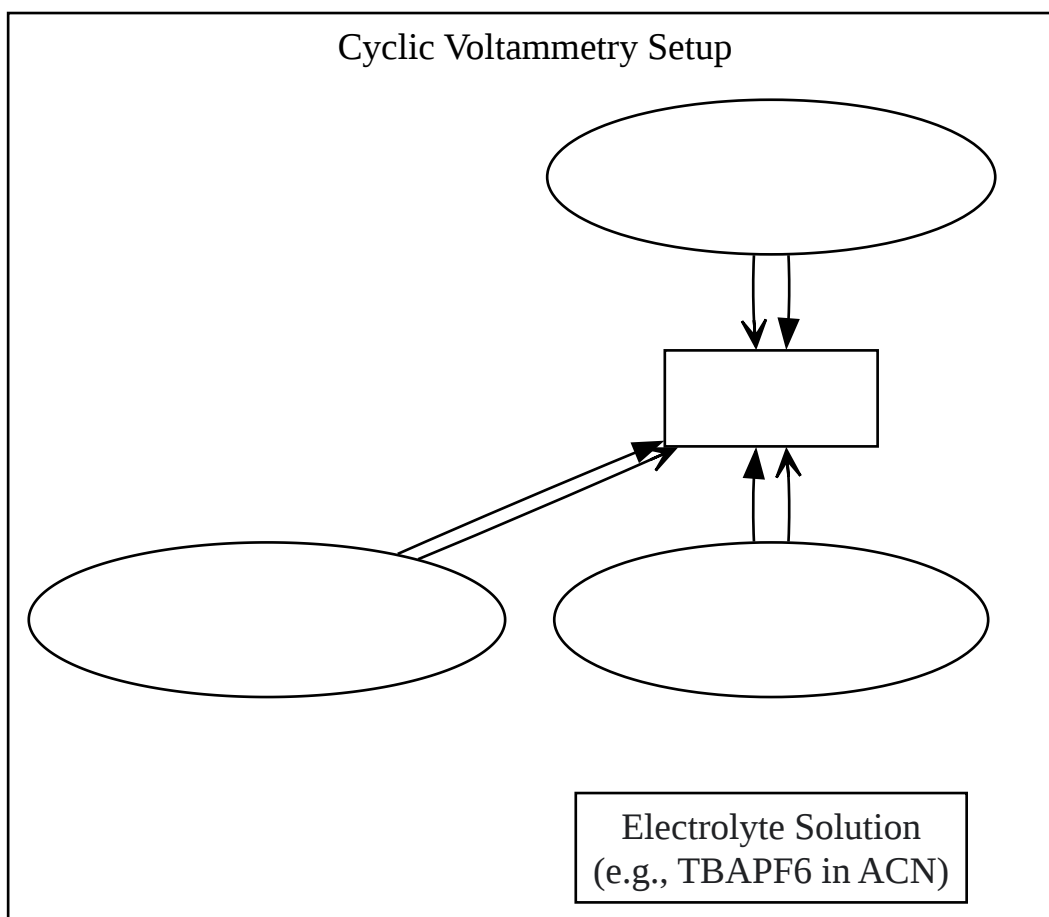 Cyclic Voltammetry Setup
Electrolyte Solution
(e.g., TBAPF6 in ACN)